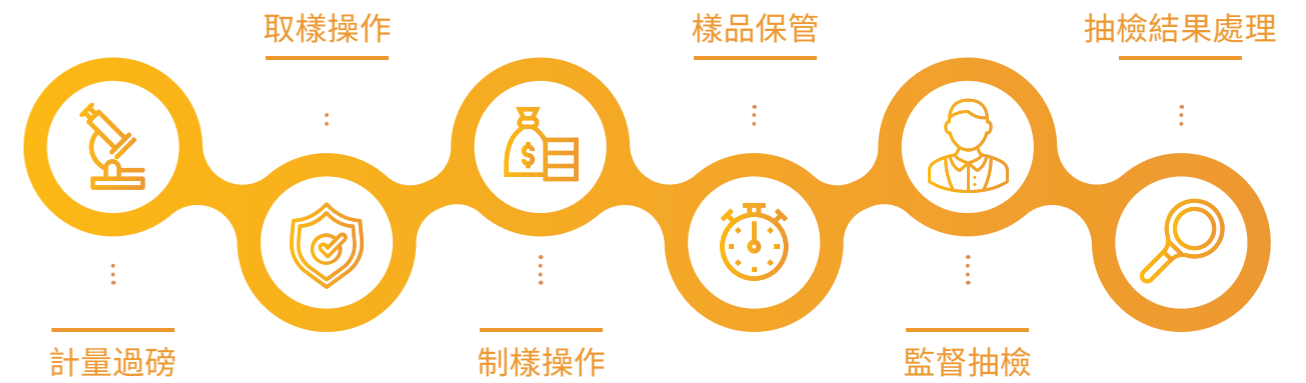 計量過磅
取樣操作
制樣操作
樣品保管
監督抽檢
抽檢結果處理
$